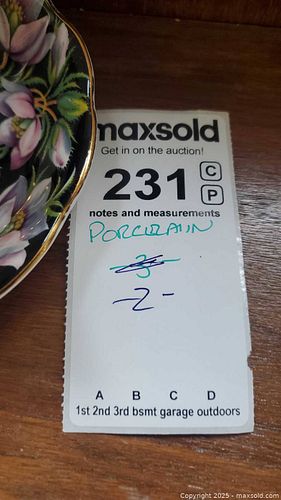 maxsold
Get in on the auction!
231 C
P
notes and measurements
PORCELAIN
3
-2-
A B C D
1st 2nd 3rd bsmt garage outdoors
Copyright 2025 - maxsold.com